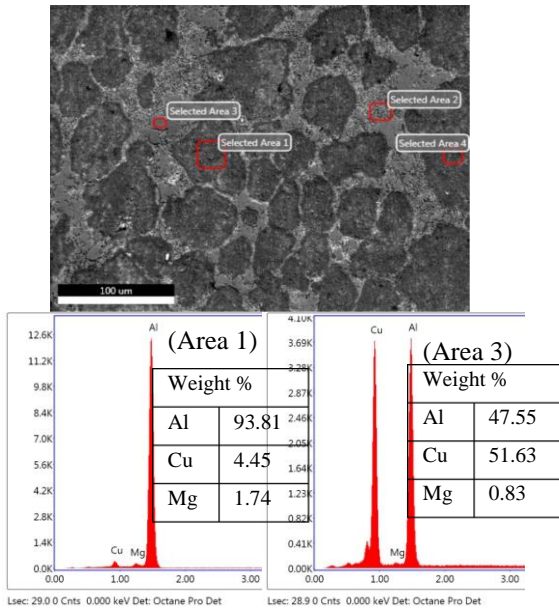 Selected Area 3
Selected Area 2
Selected Area 1
Selected Area 4
100 um
12.6K
11.2K
9.8K
8.4K
7.0K
5.6K
4.2K
2.8K
1.4K
0.0K
Al
(Area 1)
Weight %
Al 93.81
Cu 4.45
Mg 1.74
Cu
Mg
0.00 1.00 2.00 3.00
Lsec: 29.0 0 Cnts 0.000 keV Det: Octane Pro Det
4.10K
3.69K
3.28K
2.87K
2.46K
2.05K
1.64K
1.23K
0.82K
0.41K
0.00K
Cu
Al
(Area 3)
Weight %
Al 47.55
Cu 51.63
Mg 0.83
Mg
0.00 1.00 2.00 3.00
Lsec: 28.9 0 Cnts 0.000 keV Det: Octane Pro Det